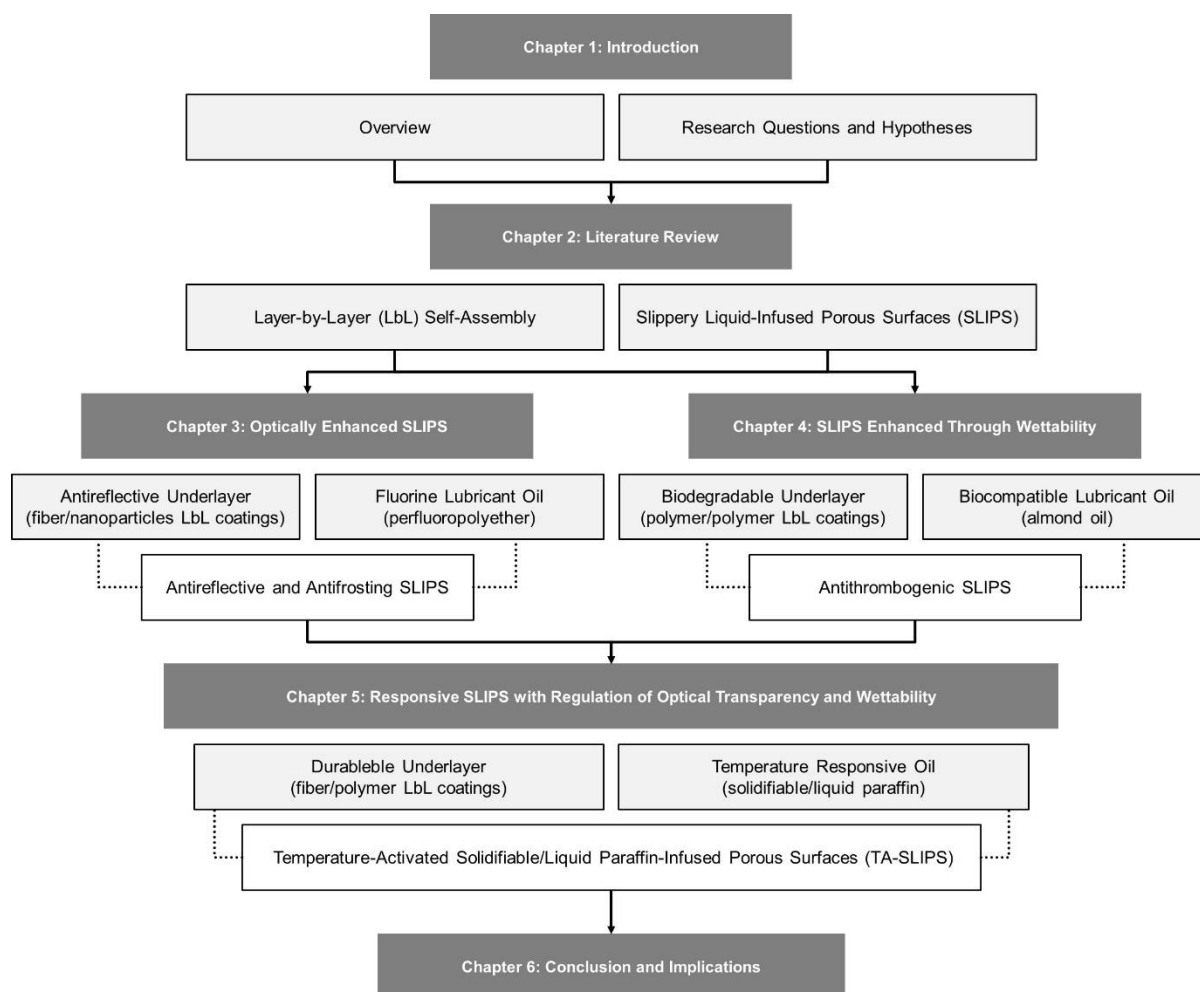 Chapter 1: Introduction
Overview
Research Questions and Hypotheses
Chapter 2: Literature Review
Layer-by-Layer (LbL) Self-Assembly
Slippery Liquid-Infused Porous Surfaces (SLIPS)
Chapter 3: Optically Enhanced SLIPS
Chapter 4: SLIPS Enhanced Through Wettability
Antireflective Underlayer
(fiber/nanoparticles LbL coatings)
Fluorine Lubricant Oil
(perfluoropolyether)
Biodegradable Underlayer
(polymer/polymer LbL coatings)
Biocompatible Lubricant Oil
(almond oil)
Antireflective and Antifrosting SLIPS
Antithrombogenic SLIPS
Chapter 5: Responsive SLIPS with Regulation of Optical Transparency and Wettability
Durableble Underlayer
(fiber/polymer LbL coatings)
Temperature Responsive Oil
(solidifiable/liquid paraffin)
Temperature-Activated Solidifiable/Liquid Paraffin-Infused Porous Surfaces (TA-SLIPS)
Chapter 6: Conclusion and Implications